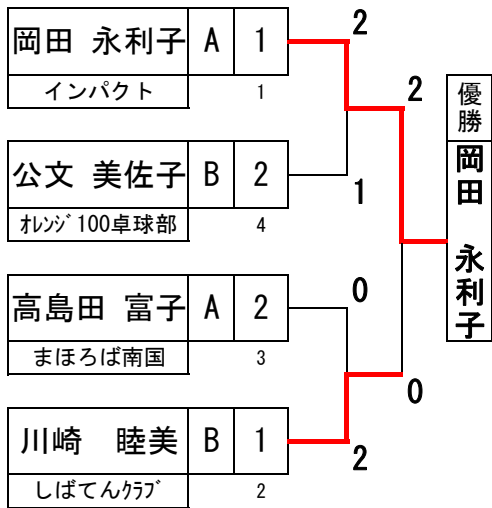 岡田 永利子 A 1
インパクト 1
公文 美佐子 B 2
ｵﾚﾝｼﾞ100卓球部 4
高島田 富子 A 2
まほろば南国 3
川崎　睦美 B 1
しばてんｸﾗﾌﾞ 2
2
1
0
2
2
0
優勝
岡田　永利子